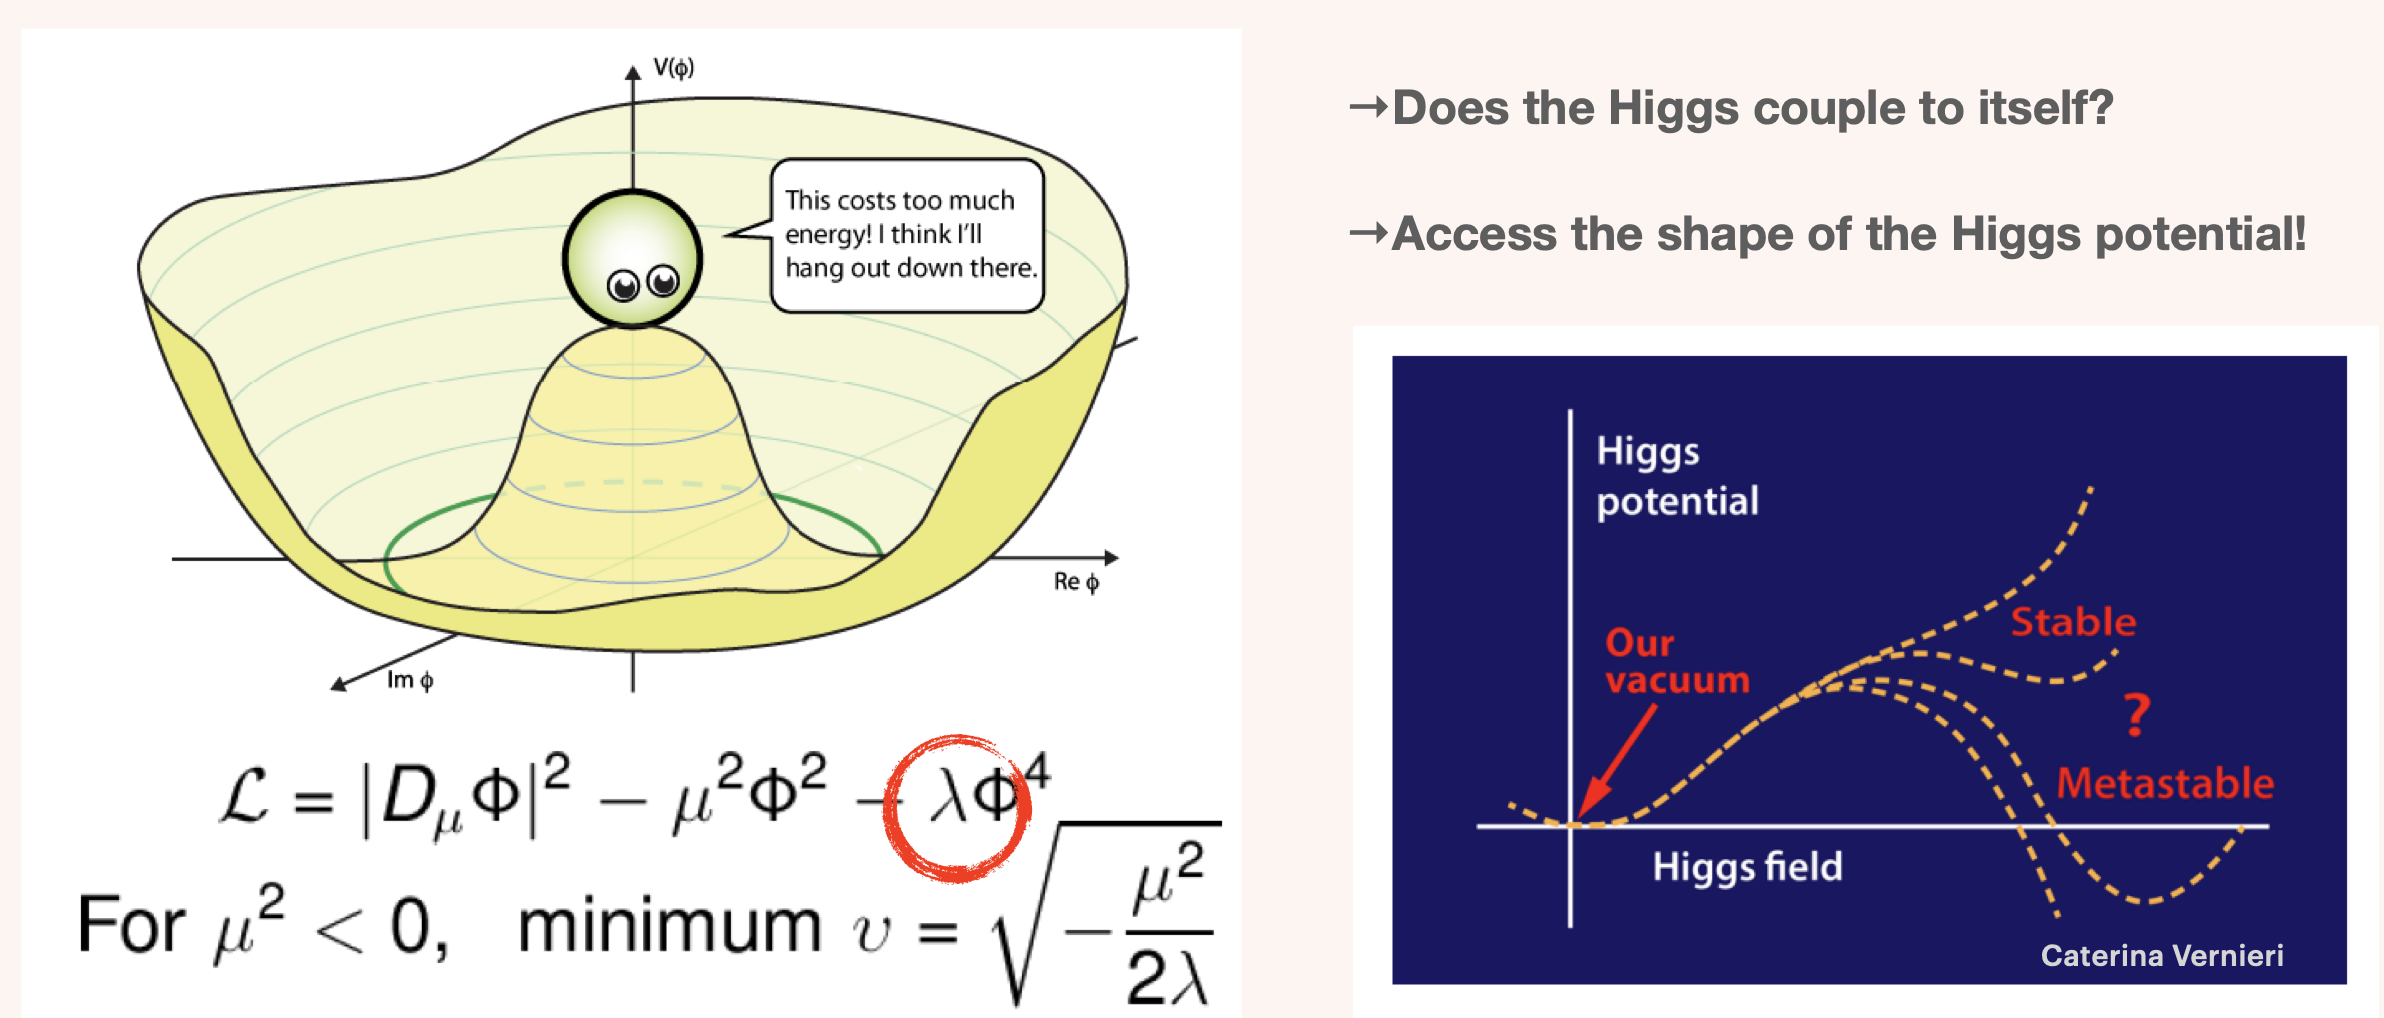 V(ϕ)
This costs too much
energy! I think I'll
hang out down there.
Re ϕ
Im ϕ
ℒ = |D_μΦ|² − μ²Φ² − λΦ⁴
For μ² < 0, minimum υ = √(−μ²/2λ)
→Does the Higgs couple to itself?
→Access the shape of the Higgs potential!
Higgs
potential
Stable
Our
vacuum
?
Metastable
Higgs field
Caterina Vernieri